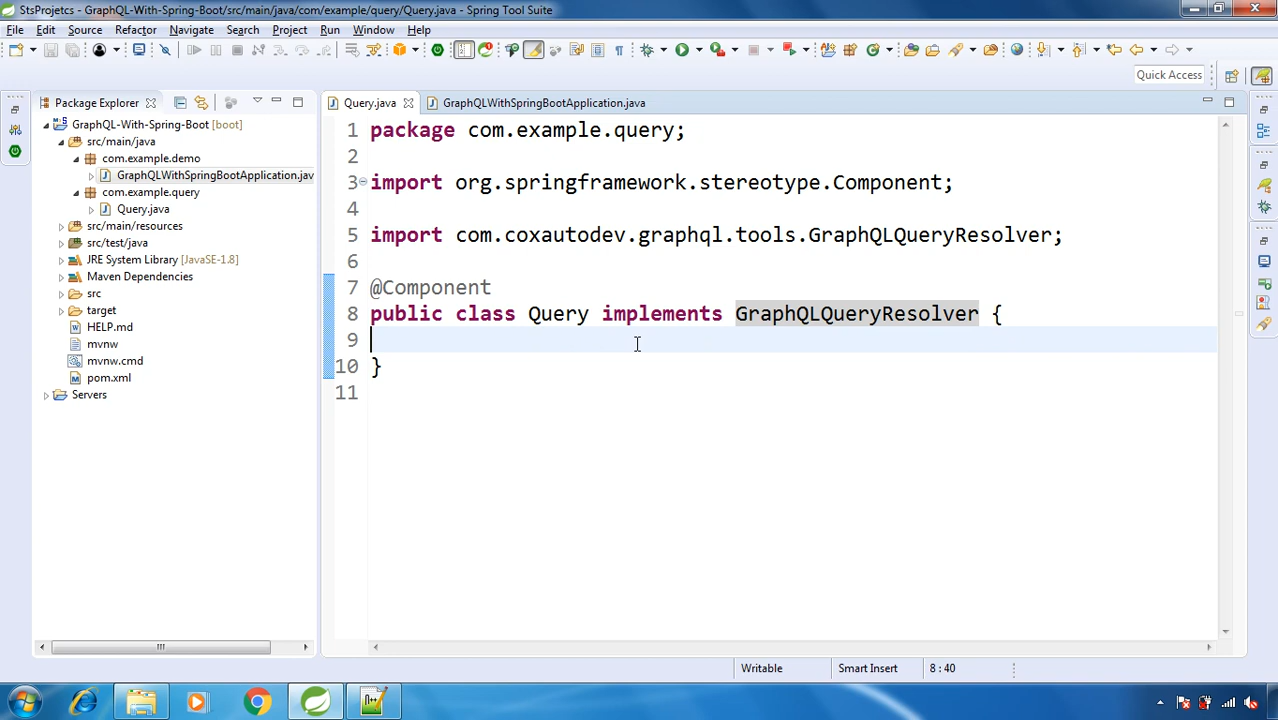 StsProjetcs - GraphQL-With-Spring-Boot/src/main/java/com/example/query/Query.java - Spring Tool Suite
File Edit Source Refactor Navigate Search Project Run Window Help
Quick Access
Package Explorer
Query.java
GraphQLWithSpringBootApplication.java
GraphQL-With-Spring-Boot [boot]
src/main/java
com.example.demo
GraphQLWithSpringBootApplication.jav
com.example.query
Query.java
src/main/resources
src/test/java
JRE System Library [JavaSE-1.8]
Maven Dependencies
src
target
HELP.md
mvnw
mvnw.cmd
pom.xml
Servers
1 package com.example.query;
2
3 import org.springframework.stereotype.Component;
4
5 import com.coxautodev.graphql.tools.GraphQLQueryResolver;
6
7 @Component
8 public class Query implements GraphQLQueryResolver {
9
10 }
11
Writable Smart Insert 8 : 40